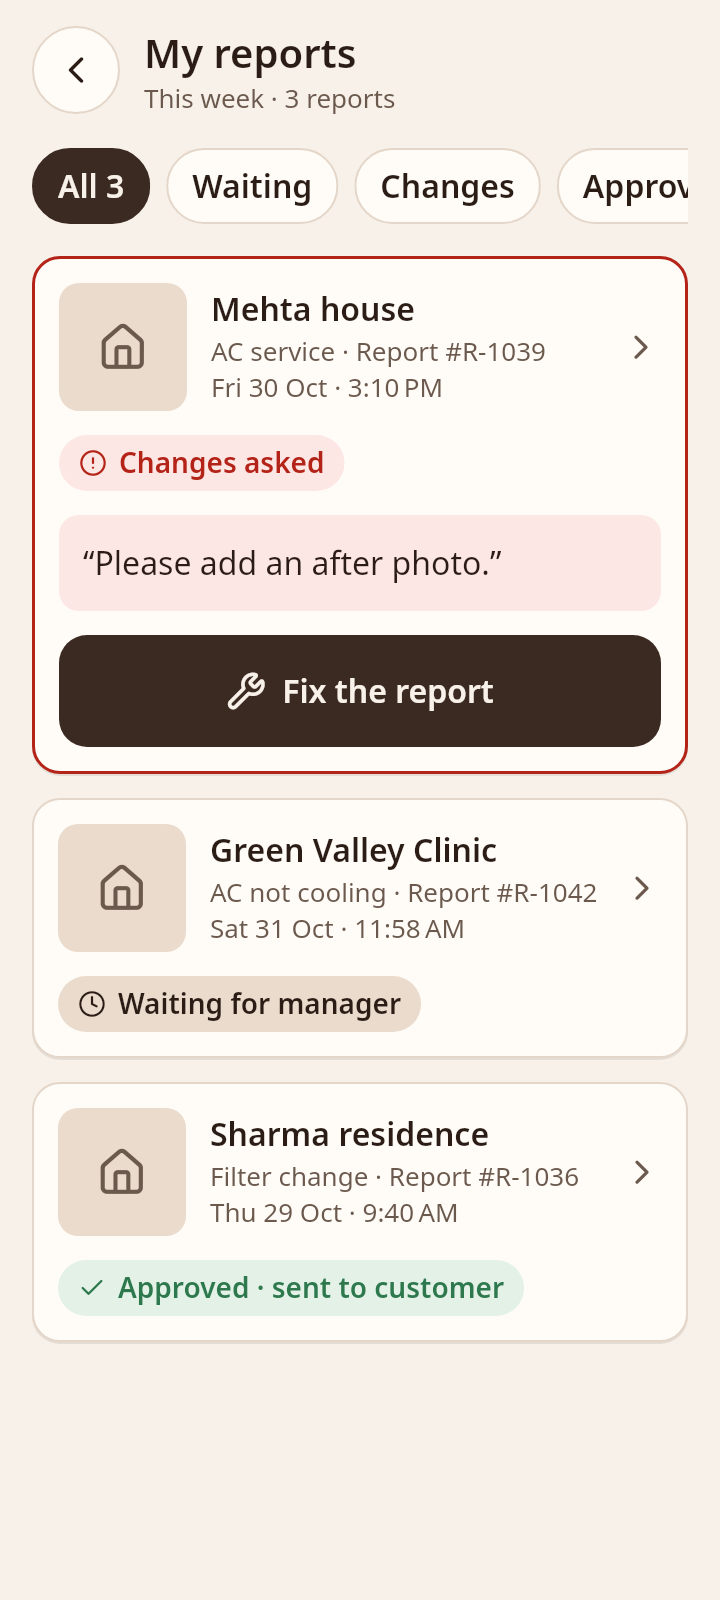 My reports
This week · 3 reports
All 3
Waiting
Changes
Approv
Mehta house
AC service · Report #R-1039
Fri 30 Oct · 3:10 PM
Changes asked
“Please add an after photo.”
Fix the report
Green Valley Clinic
AC not cooling · Report #R-1042
Sat 31 Oct · 11:58 AM
Waiting for manager
Sharma residence
Filter change · Report #R-1036
Thu 29 Oct · 9:40 AM
Approved · sent to customer